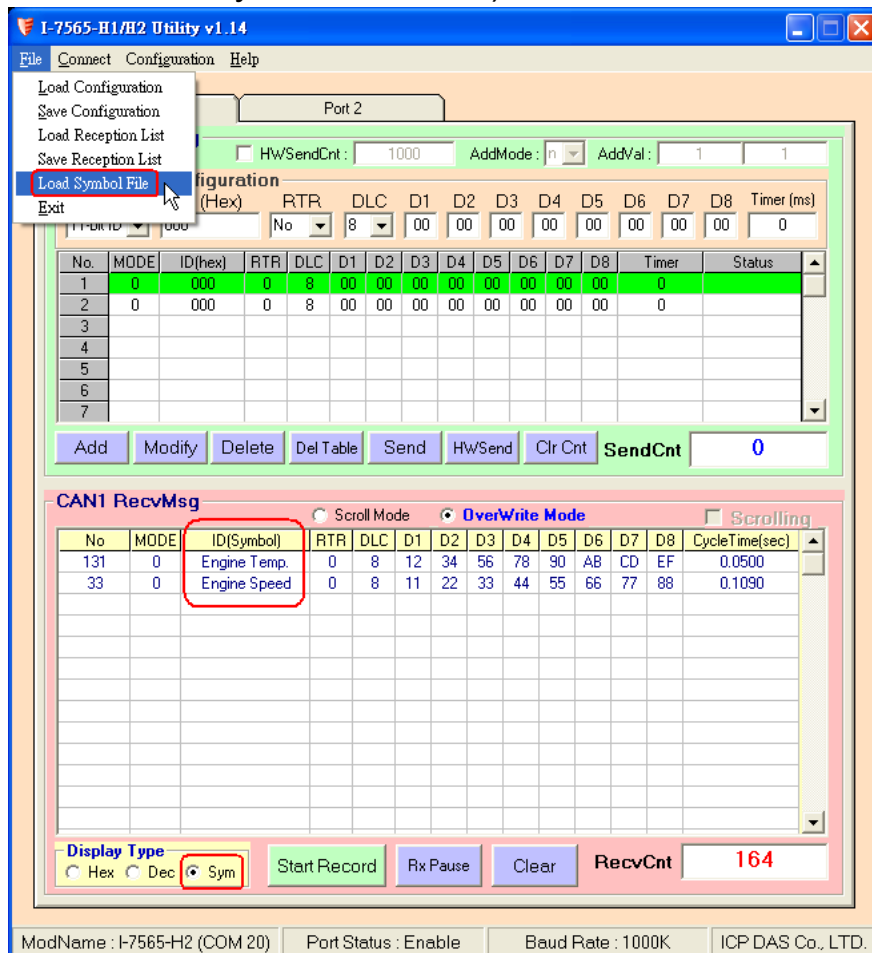 I-7565-H1/H2 Utility v1.14
File Connect Configuration Help
Load Configuration
Save Configuration
Load Reception List
Save Reception List
Load Symbol File
Exit
Port 2
HWSendCnt : 1000 AddMode : n AddVal : 1 1
figuration
(Hex) RTR DLC D1 D2 D3 D4 D5 D6 D7 D8 Timer (ms)
11-bit ID 000 No 8 00 00 00 00 00 00 00 00 0
No. MODE ID(hex) RTR DLC D1 D2 D3 D4 D5 D6 D7 D8 Timer Status
1 0 000 0 8 00 00 00 00 00 00 00 00 0
2 0 000 0 8 00 00 00 00 00 00 00 00 0
3
4
5
6
7
Add Modify Delete Del Table Send HWSend Clr Cnt SendCnt 0
CAN1 RecvMsg
Scroll Mode OverWrite Mode Scrolling
No MODE ID(Symbol) RTR DLC D1 D2 D3 D4 D5 D6 D7 D8 CycleTime(sec)
131 0 Engine Temp. 0 8 12 34 56 78 90 AB CD EF 0.0500
33 0 Engine Speed 0 8 11 22 33 44 55 66 77 88 0.1090
Display Type
Hex Dec Sym Start Record Rx Pause Clear RecvCnt 164
ModName : I-7565-H2 (COM 20) Port Status : Enable Baud Rate : 1000K ICP DAS Co., LTD.